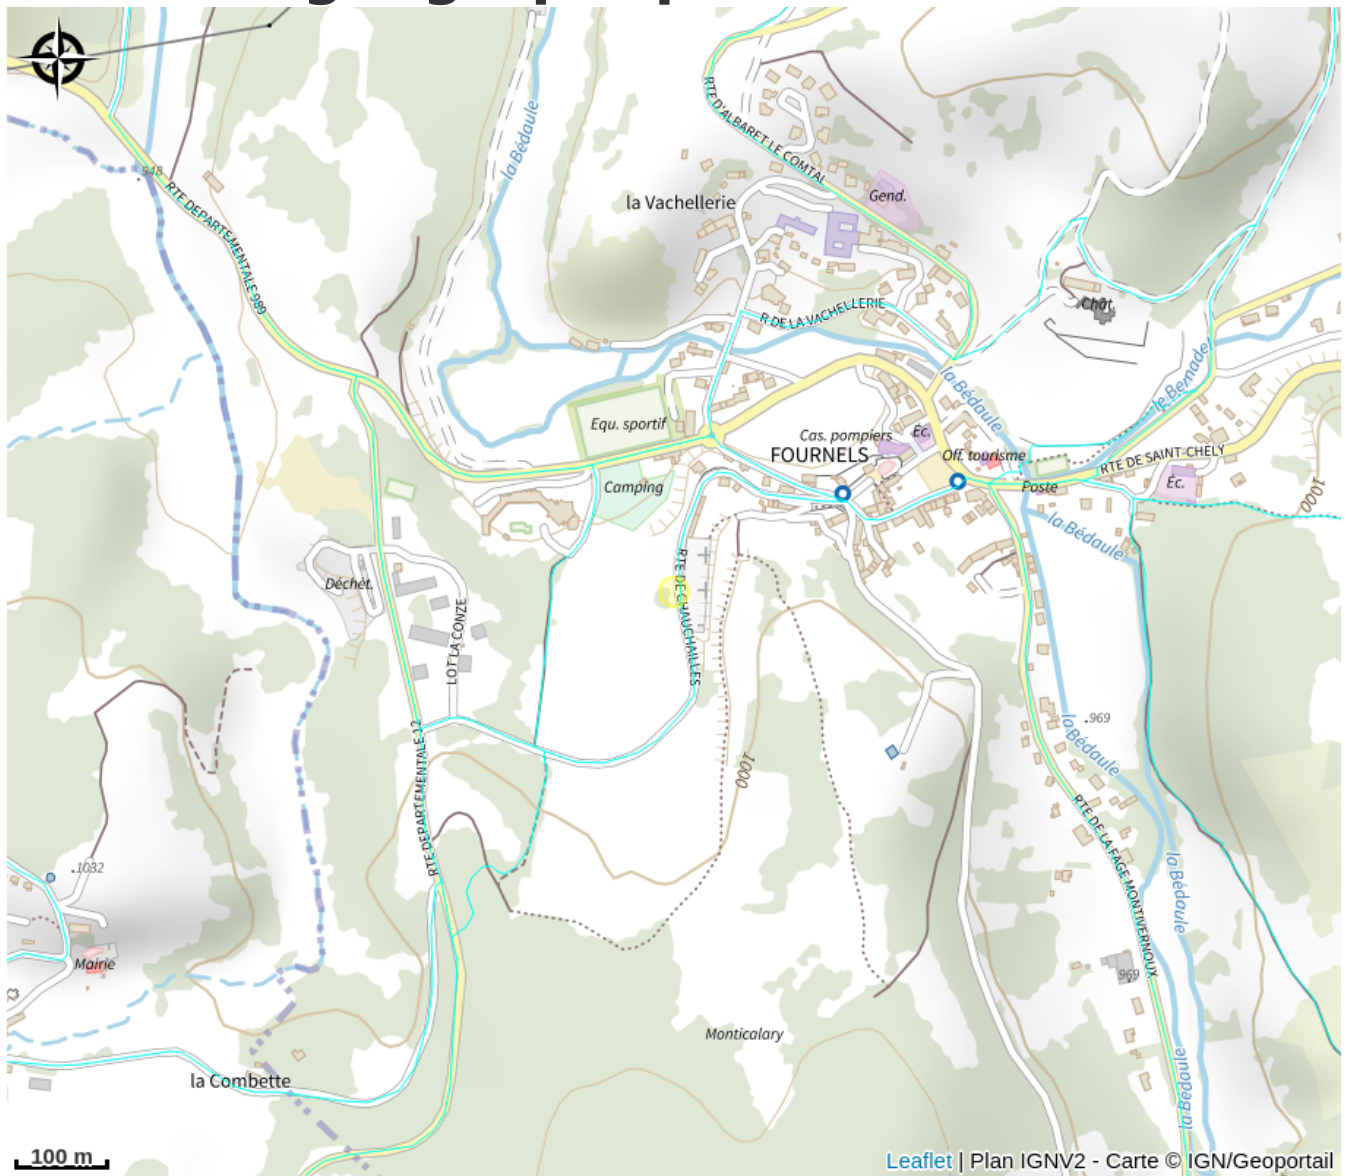 la Bédaule
RTE D'ALBARET-LE-COMTAL
948
RTE DEPARTEMENTALE 989
Gend.
la Vachellerie
Chât.
R DE LA VACHELLERIE
la Bédaule
le Bernadel
Equ. sportif
Cas. pompiers
Éc.
FOURNELS
Off. tourisme
RTE DE SAINT-CHELY
Camping
Poste
Éc.
1000
la Bédaule
RTE DE CHAUCHAILLES
Déchèt.
LOT LA CONZE
969
la Bédaule
RTE DEPARTEMENTALE 12
1000
RTE DE LA FAGE-MONTIVERNOUX
1032
la Bédaule
Mairie
969
Monticalary
la Combette
la Bédaule
100 m
Leaflet | Plan IGNV2 - Carte © IGN/Geoportail